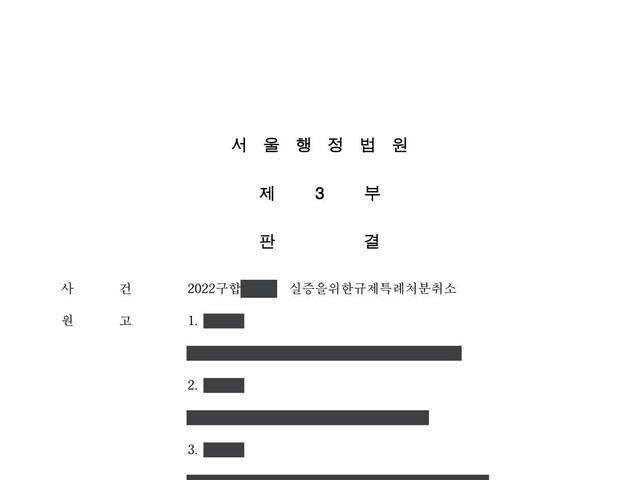 서 울 행 정 법 원
제 3 부
판 결
사 건 2022구합 실증을위한규제특례처분취소
원 고 1.
2.
3.